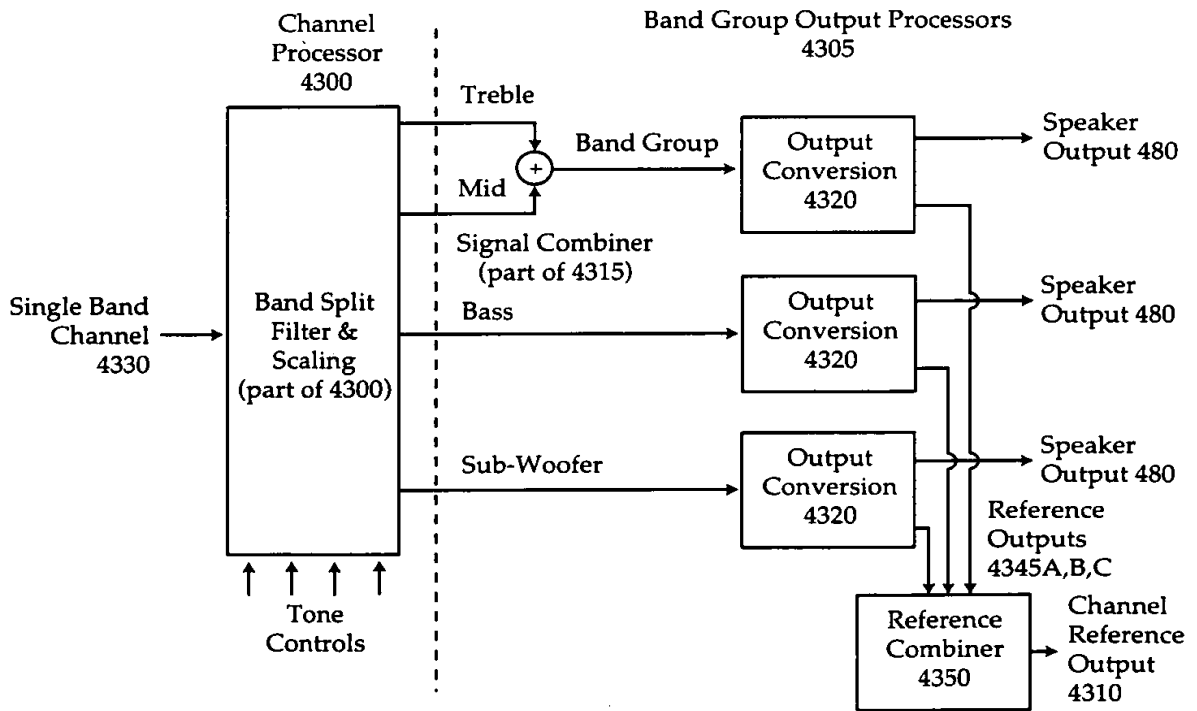 Channel
Processor
4300
Band Group Output Processors
4305
Treble
Mid
Band Group
+
Output
Conversion
4320
Speaker
Output 480
Signal Combiner
(part of 4315)
Single Band
Channel
4330
Band Split
Filter &
Scaling
(part of 4300)
Bass
Output
Conversion
4320
Speaker
Output 480
Sub-Woofer
Output
Conversion
4320
Speaker
Output 480
Reference
Outputs
4345A,B,C
Tone
Controls
Reference
Combiner
4350
Channel
Reference
Output
4310